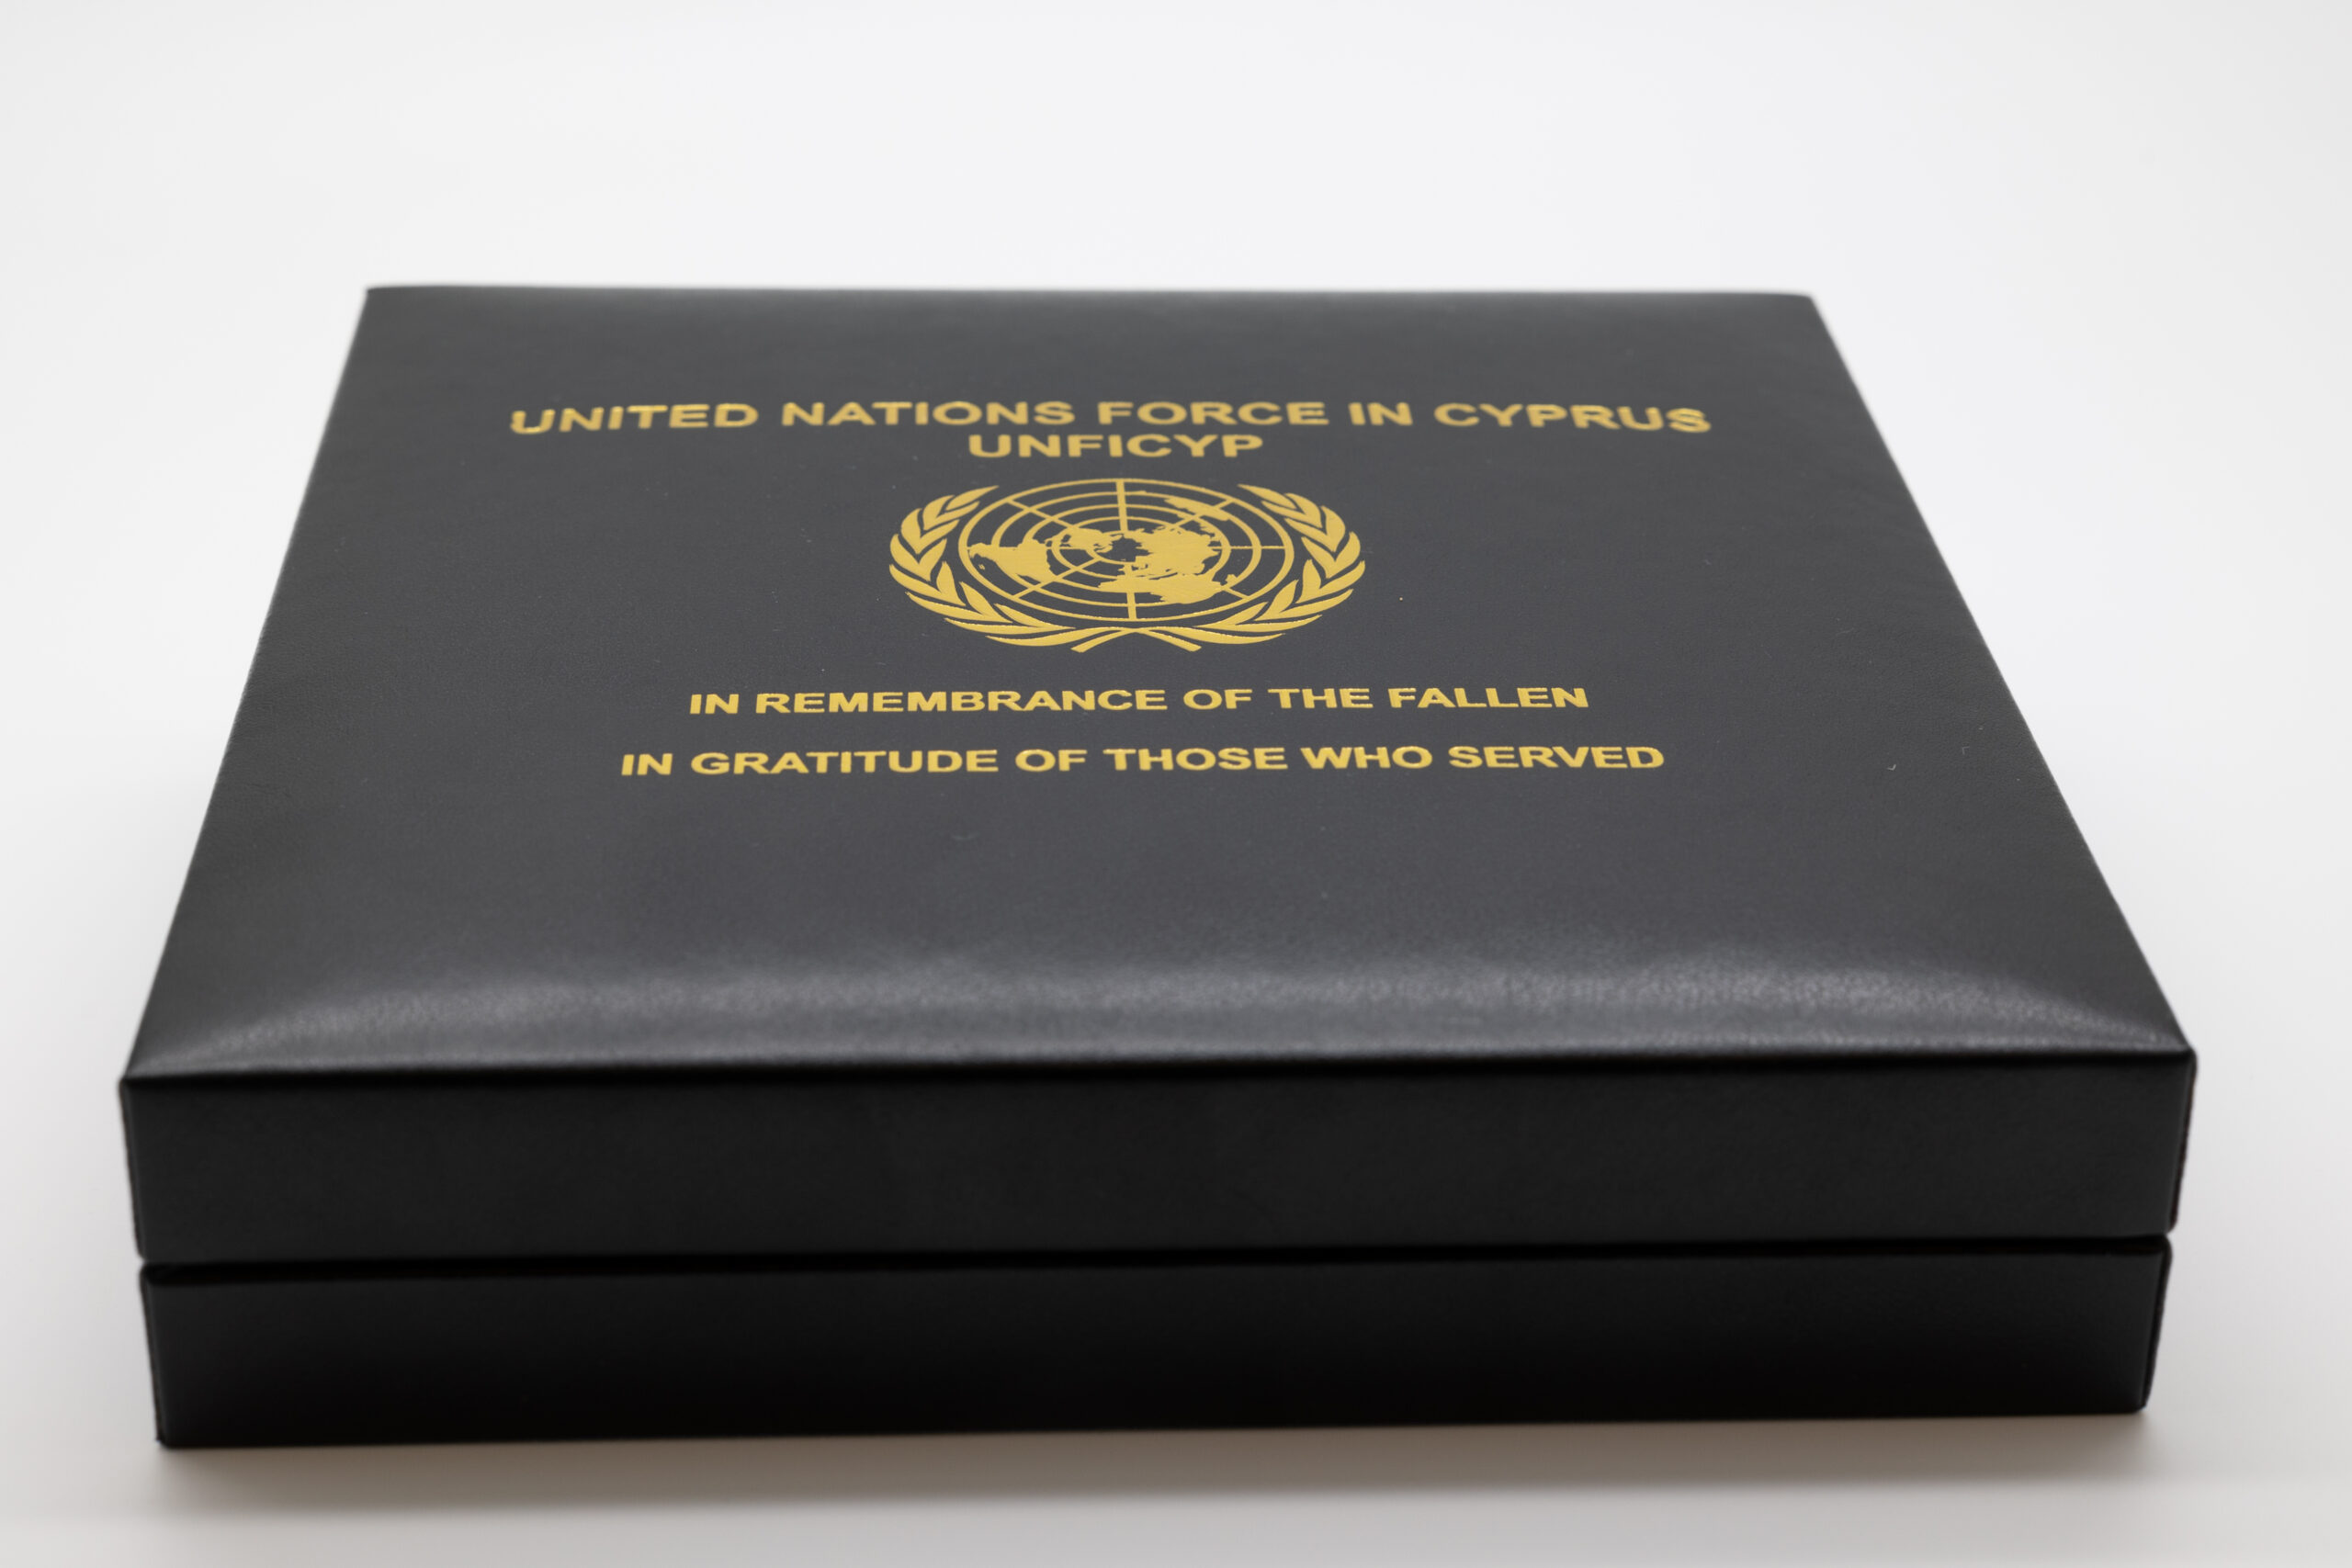 UNITED NATIONS FORCE IN CYPRUS
UNFICYP
IN REMEMBRANCE OF THE FALLEN
IN GRATITUDE OF THOSE WHO SERVED